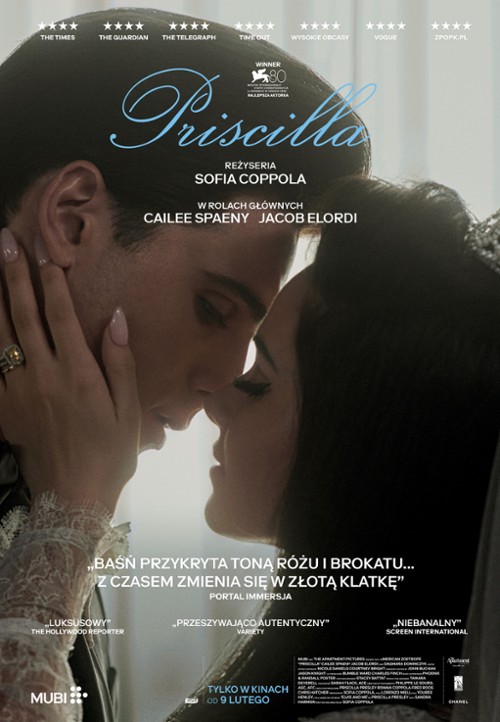 ★★★★ ★★★★ ★★★★ ★★★★ ★★★★ ★★★★ ★★★★
THE TIMES THE GUARDIAN THE TELEGRAPH TIME OUT WYSOKIE OBCASY VOGUE ZPOPK.PL
WINNER
80
NAJLEPSZA AKTORKA
Priscilla
REŻYSERIA
SOFIA COPPOLA
W ROLACH GŁÓWNYCH
CAILEE SPAENY JACOB ELORDI
„BAŚŃ PRZYKRYTA TONĄ RÓŻU I BROKATU...
Z CZASEM ZMIENIA SIĘ W ZŁOTĄ KLATKĘ”
PORTAL IMMERSJA
„LUKSUSOWY” „PRZESZYWAJĄCO AUTENTYCZNY” „NIEBANALNY”
THE HOLLYWOOD REPORTER VARIETY SCREEN INTERNATIONAL
MUBI
TYLKO W KINACH
OD 9 LUTEGO
CHANEL